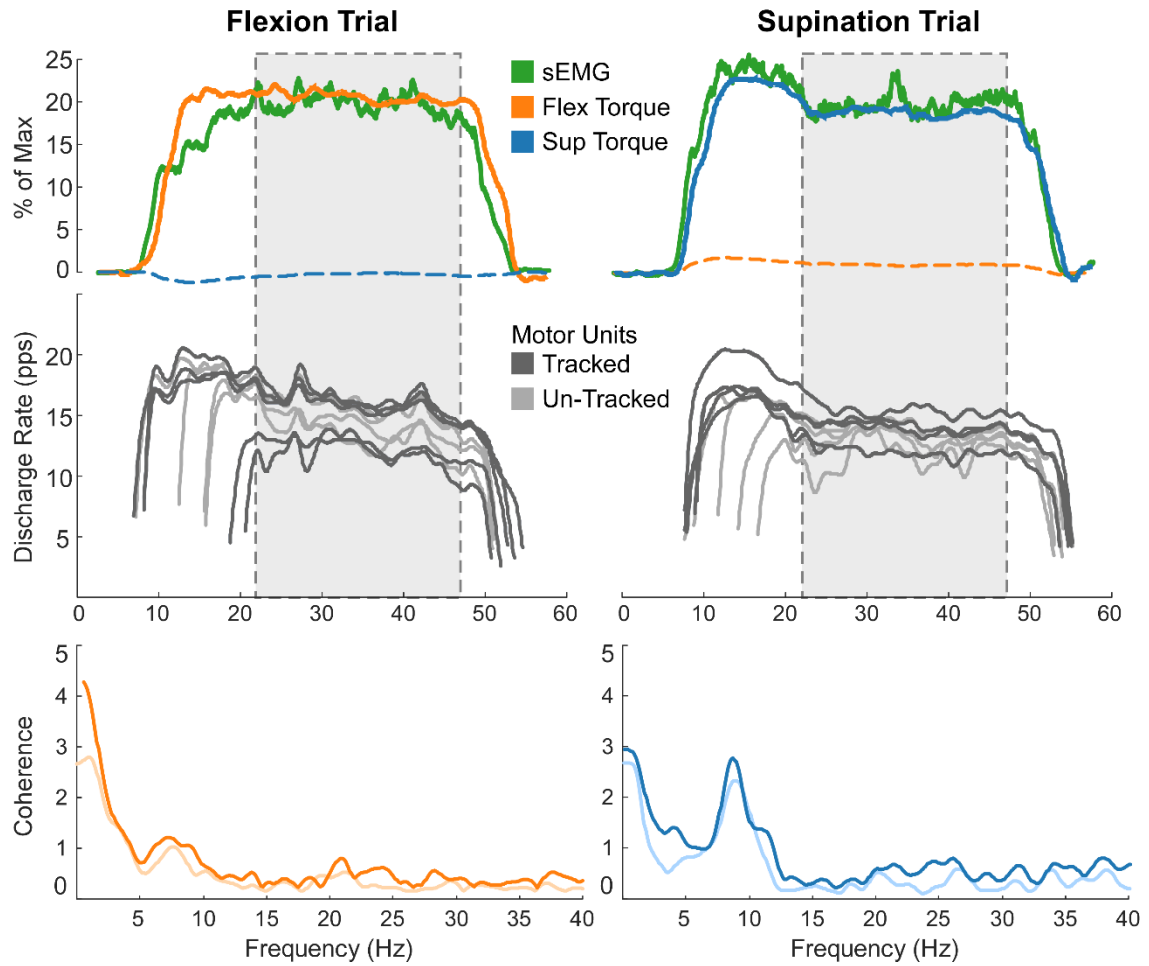 Flexion Trial
Supination Trial
% of Max
25
20
15
10
5
0
sEMG
Flex Torque
Sup Torque
Discharge Rate (pps)
20
15
10
5
Motor Units
Tracked
Un-Tracked
0 10 20 30 40 50 60
0 10 20 30 40 50 60
Coherence
5
4
3
2
1
0
5 10 15 20 25 30 35 40
Frequency (Hz)
5
4
3
2
1
0
5 10 15 20 25 30 35 40
Frequency (Hz)